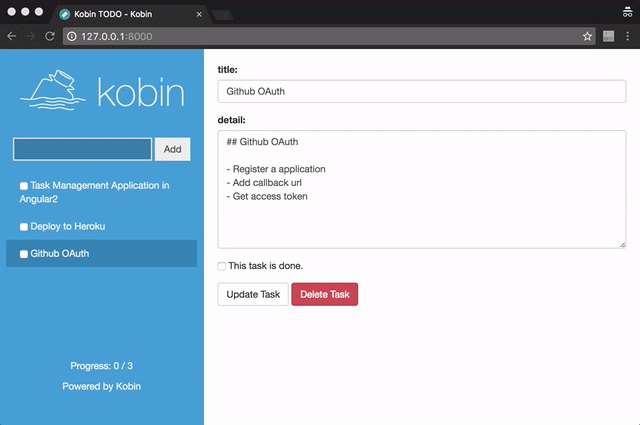 Kobin TODO - Kobin
127.0.0.1:8000
kobin
Add
Task Management Application in
Angular2
Deploy to Heroku
Github OAuth
Progress: 0 / 3
Powered by Kobin
title:
Github OAuth
detail:
## Github OAuth
- Register a application
- Add callback url
- Get access token
This task is done.
Update Task
Delete Task